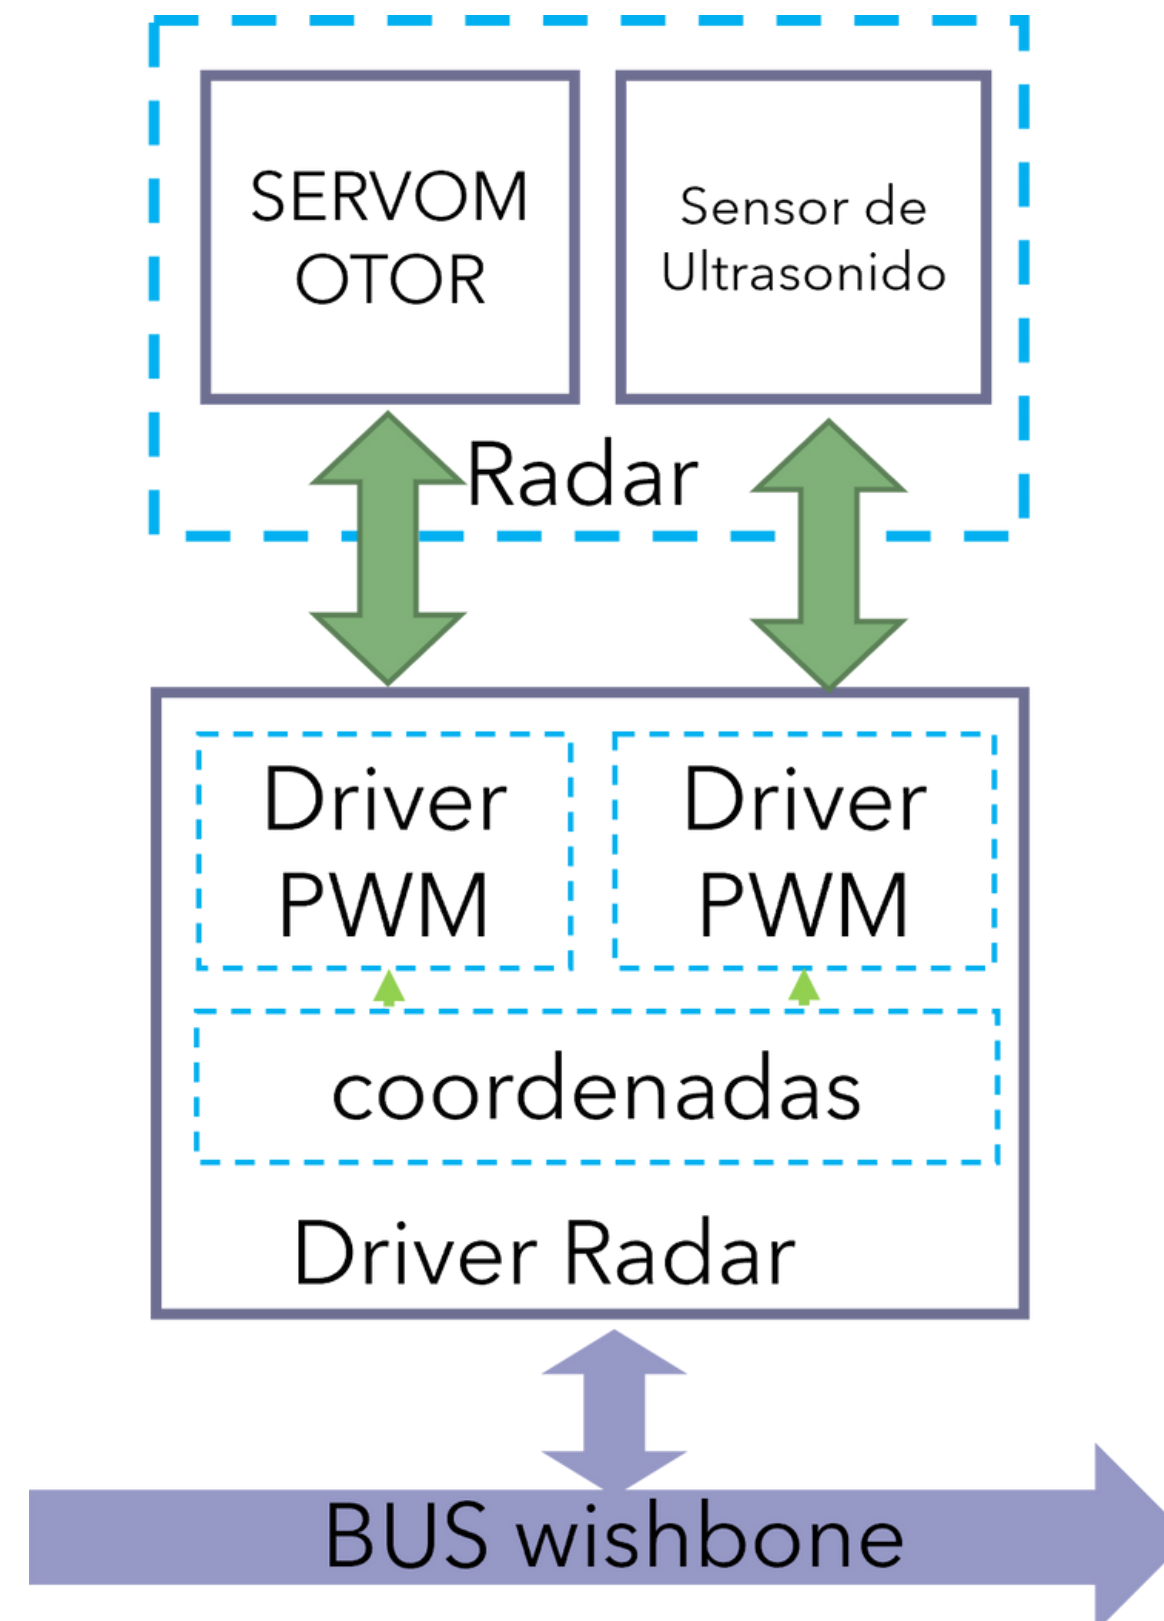 SERVOM
OTOR
Sensor de
Ultrasonido
Radar
Driver
PWM
Driver
PWM
coordenadas
Driver Radar
BUS wishbone